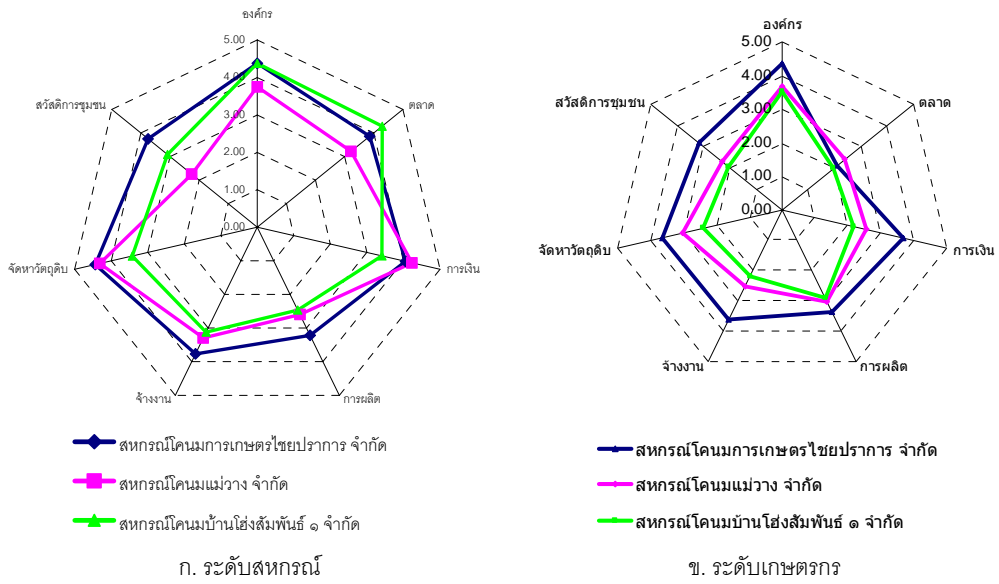 องค์กร
5.00
4.00
3.00
2.00
1.00
0.00
ตลาด
การเงิน
การผลิต
จ้างงาน
จัดหาวัตถุดิบ
สวัสดิการชุมชน
สหกรณ์โคนมการเกษตรไชยปราการ จำกัด
สหกรณ์โคนมแม่วาง จำกัด
สหกรณ์โคนมบ้านโฮ่งสัมพันธ์ ๑ จำกัด
ก. ระดับสหกรณ์
องค์กร
5.00
4.00
3.00
2.00
1.00
0.00
ตลาด
การเงิน
การผลิต
จ้างงาน
จัดหาวัตถุดิบ
สวัสดิการชุมชน
สหกรณ์โคนมการเกษตรไชยปราการ จำกัด
สหกรณ์โคนมแม่วาง จำกัด
สหกรณ์โคนมบ้านโฮ่งสัมพันธ์ ๑ จำกัด
ข. ระดับเกษตรกร